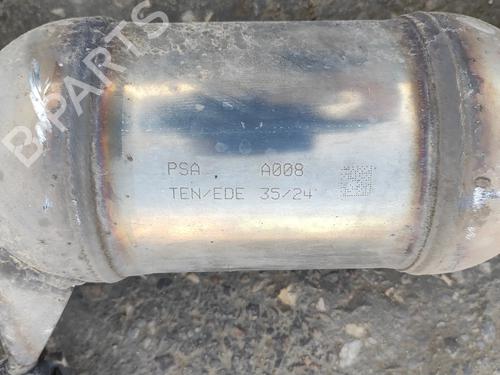 B-PARTS
PSA A008
TEN/EDE 35/24